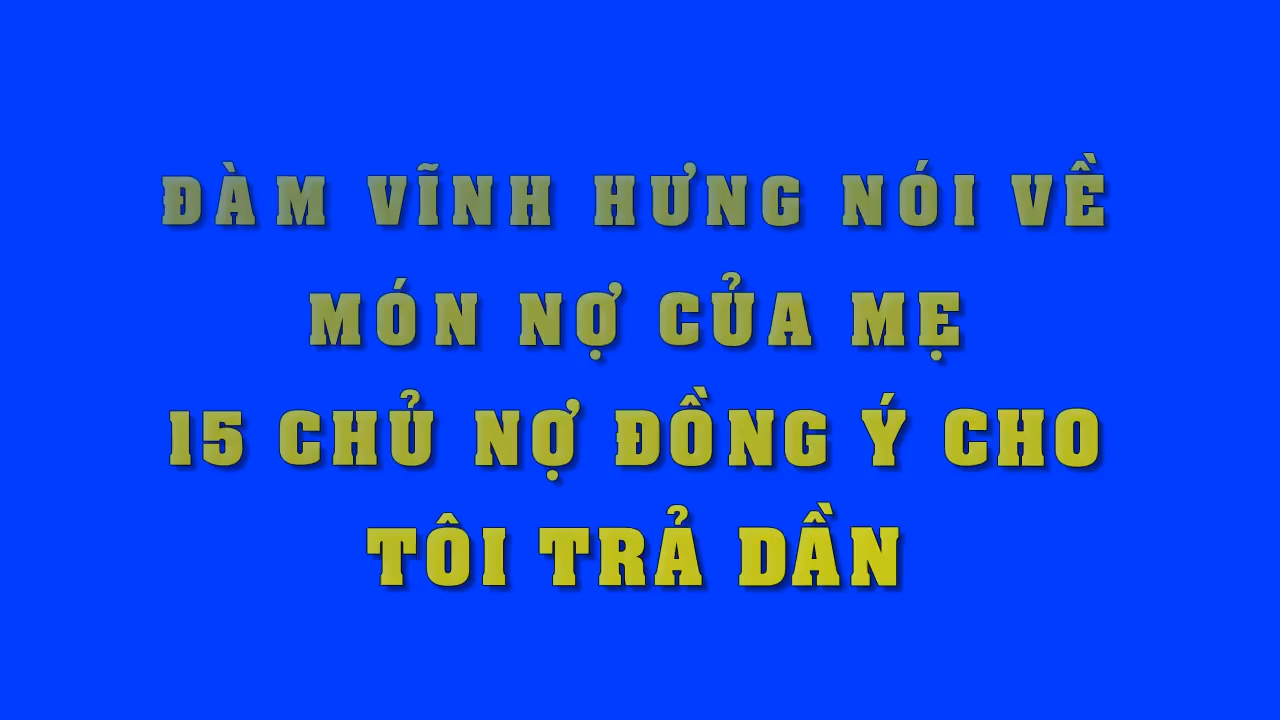 ĐÀM VĨNH HƯNG NÓI VỀ
MÓN NỢ CỦA MẸ
15 CHỦ NỢ ĐỒNG Ý CHO
TÔI TRẢ DẦN